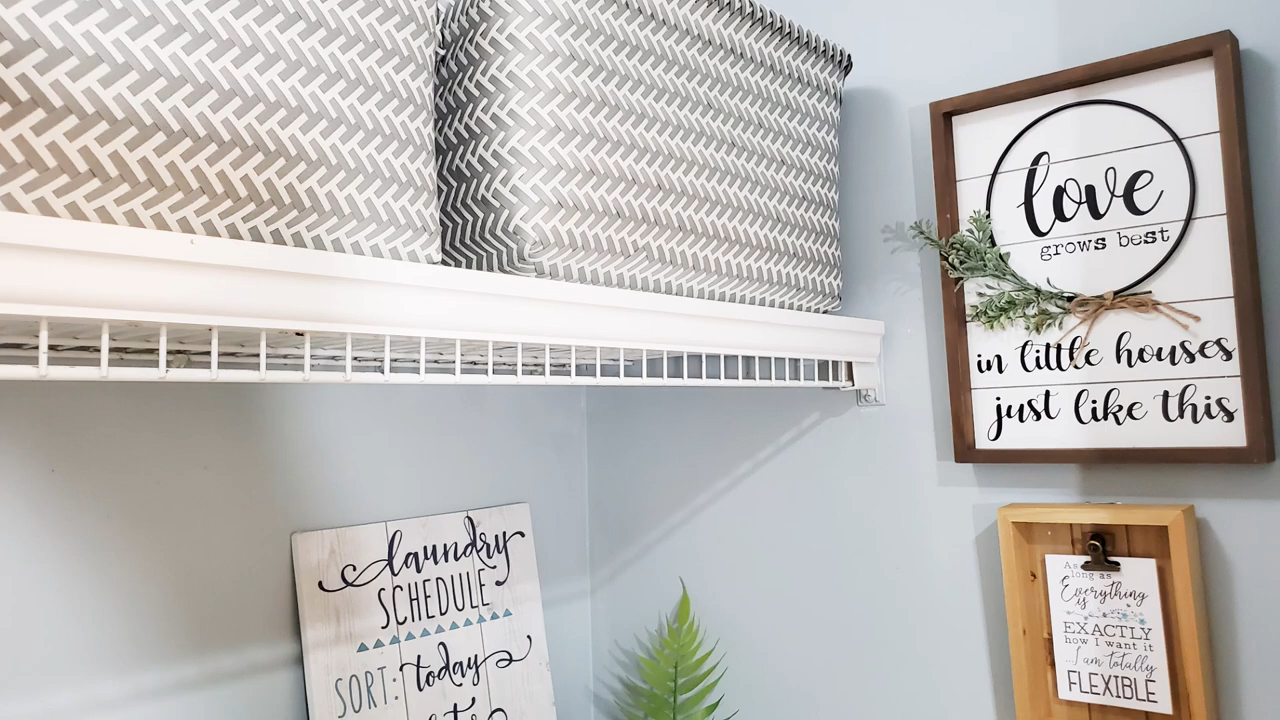 love
grows best
in little houses
just like this
laundry
SCHEDULE
SORT: today
As
long as
Everything
is
EXACTLY
how I want it
...I am totally
FLEXIBLE